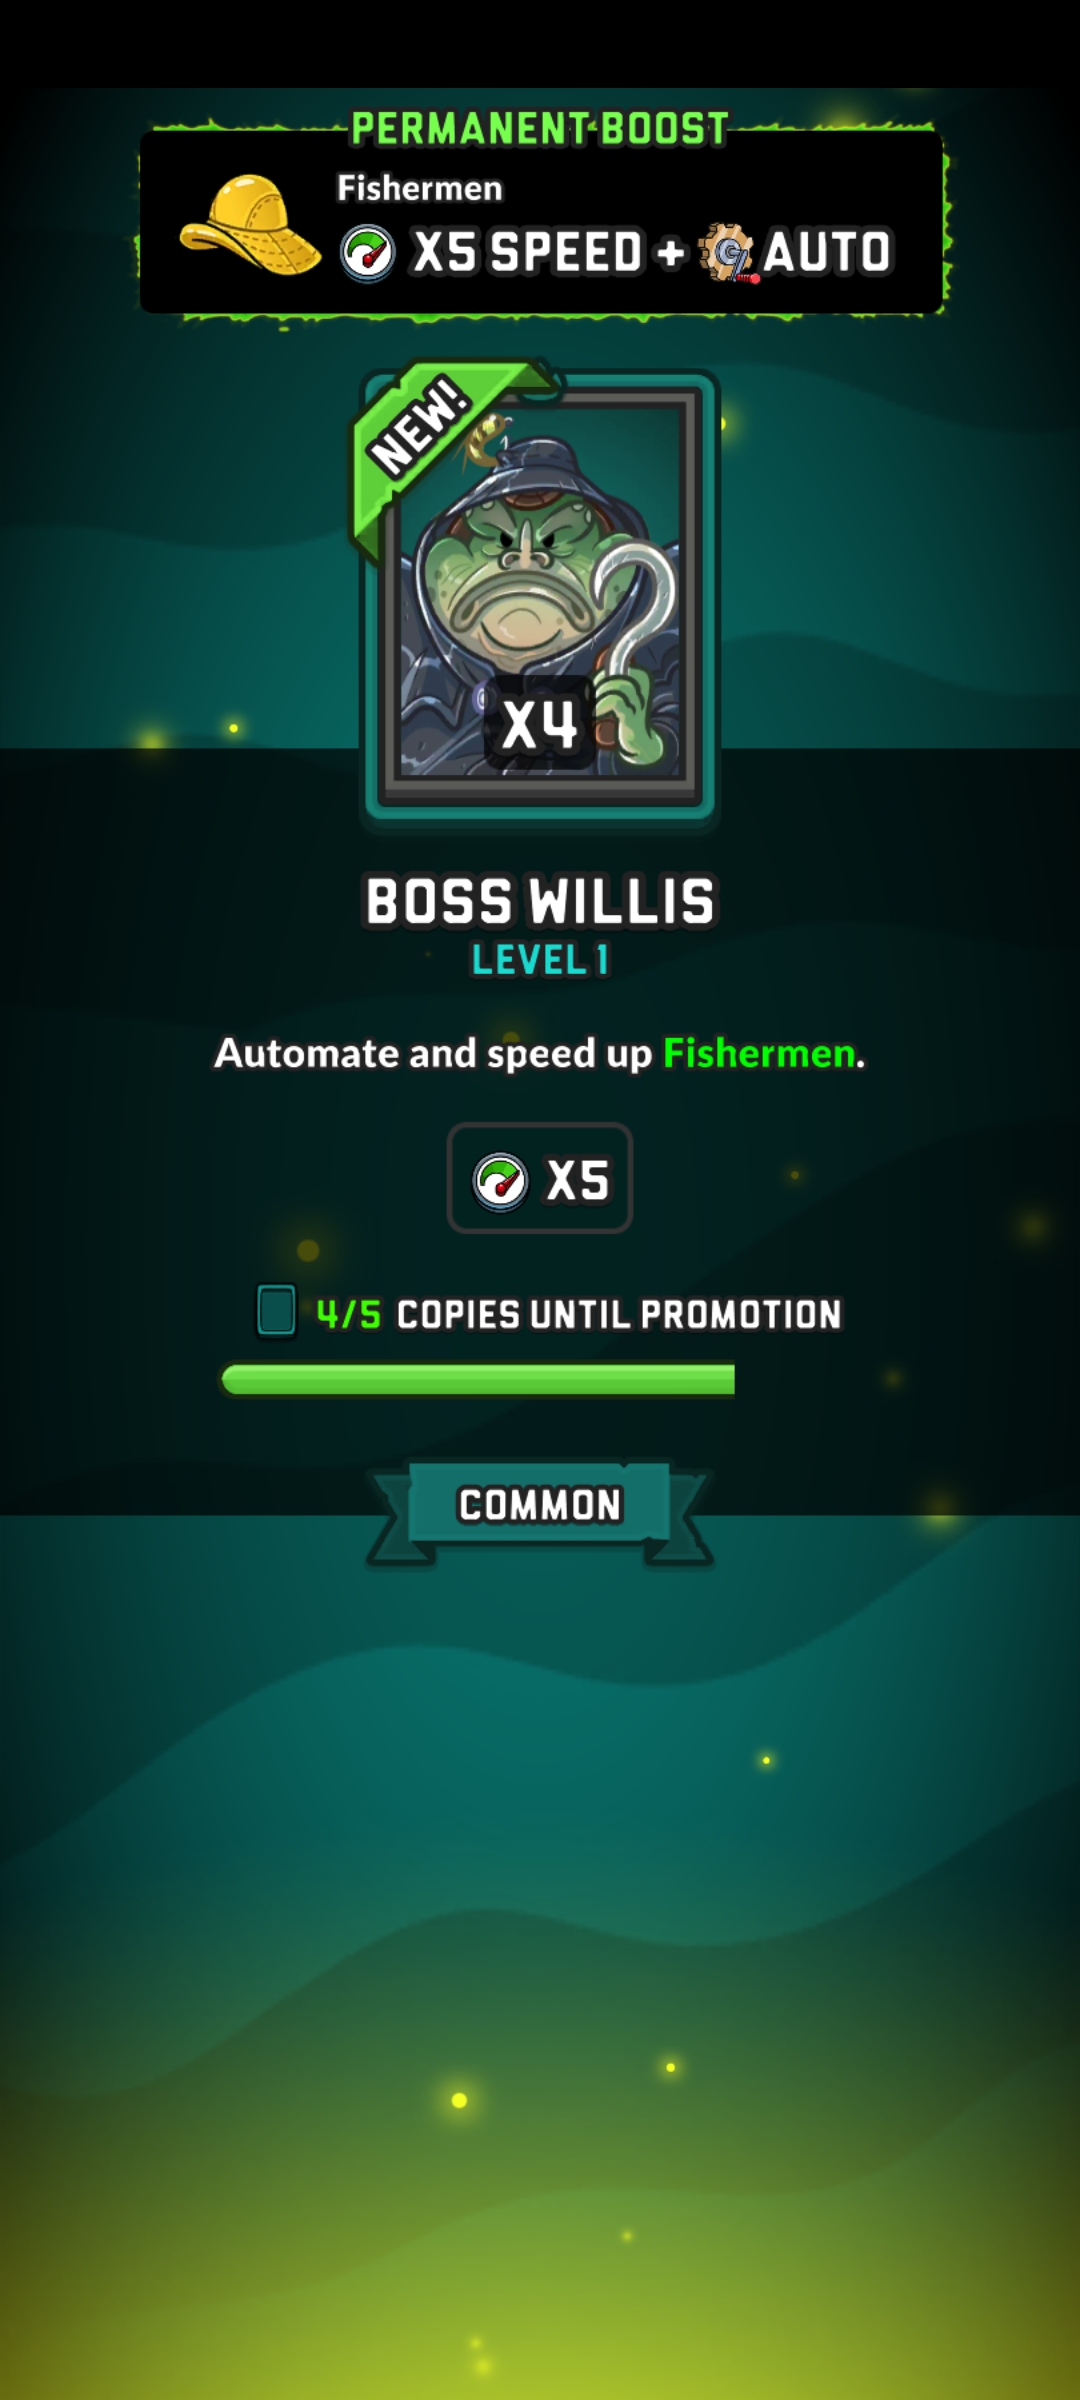 PERMANENT BOOST
Fishermen
X5 SPEED + AUTO
NEW!
X4
BOSS WILLIS
LEVEL 1
Automate and speed up Fishermen.
X5
4/5 COPIES UNTIL PROMOTION
COMMON